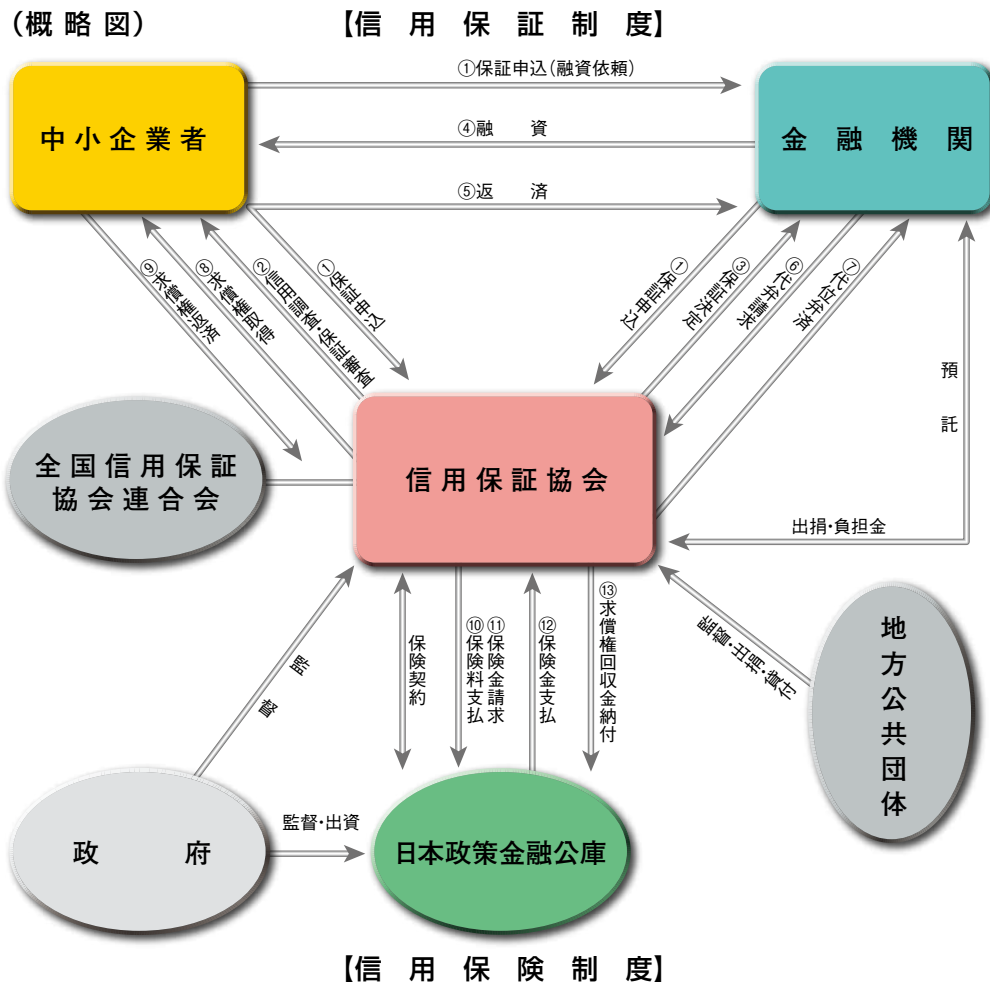 (概略図)
【信用保証制度】
①保証申込(融資依頼)
中小企業者
金融機関
④融資
⑤返済
⑨求償権返済
⑧求償権取得
②信用調査・保証審査
①保証申込
①保証申込
③保証決定
⑥代弁請求
⑦代位弁済
預託
全国信用保証
協会連合会
信用保証協会
出捐・負担金
監督
保険契約
⑩保険料支払
⑪保険金請求
⑫保険金支払
⑬求償権回収金納付
監督・出捐・貸付
地方公共団体
政府
監督・出資
日本政策金融公庫
【信用保険制度】